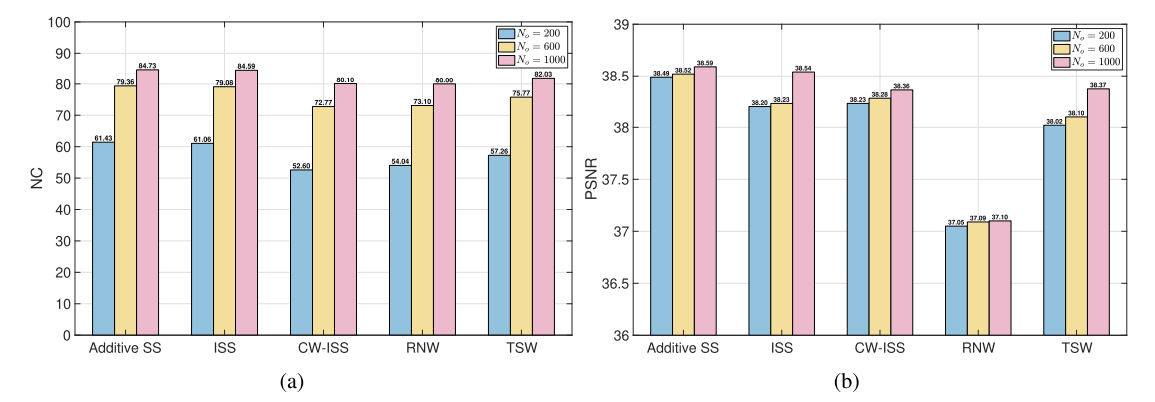 100
90
80
70
60
50
40
30
20
10
0
NC
61.43
79.36
84.73
61.06
79.08
84.59
52.60
72.77
80.10
54.04
73.10
80.00
57.26
75.77
82.03
Additive SS
ISS
CW-ISS
RNW
TSW
N_o = 200
N_o = 600
N_o = 1000
(a)
39
38.5
38
37.5
37
36.5
36
PSNR
38.49
38.52
38.59
38.20
38.23
38.54
38.23
38.28
38.36
37.05
37.09
37.10
38.02
38.10
38.37
Additive SS
ISS
CW-ISS
RNW
TSW
N_o = 200
N_o = 600
N_o = 1000
(b)